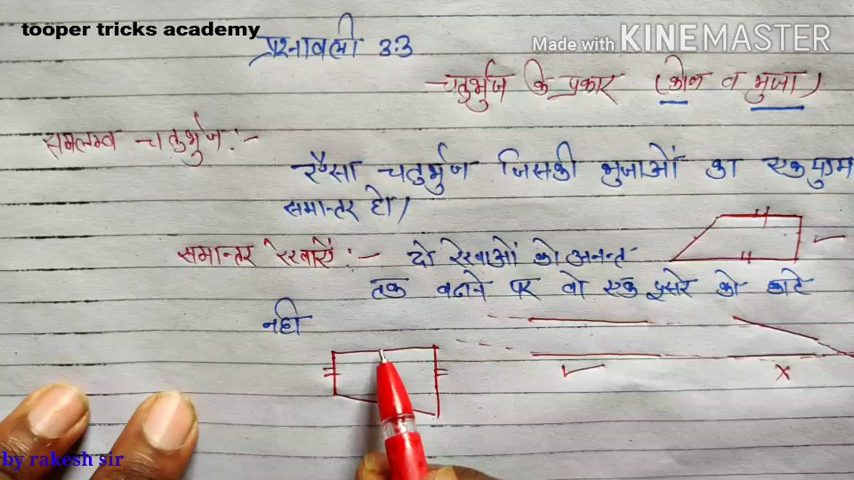 tooper tricks academy
प्रश्नावली 3.3
Made with KINEMASTER
चतुर्भुज के प्रकार (कोण व भुजा)
समलम्ब चतुर्भुज :-
ऐसा चतुर्भुज जिसकी भुजाओं का एक युग्म
समान्तर हो।
समान्तर रेखाऐं :- दो रेखाओं को अनन्त
तक बढाने पर वो एक दूसरे को काटे
नही
by rakesh sir